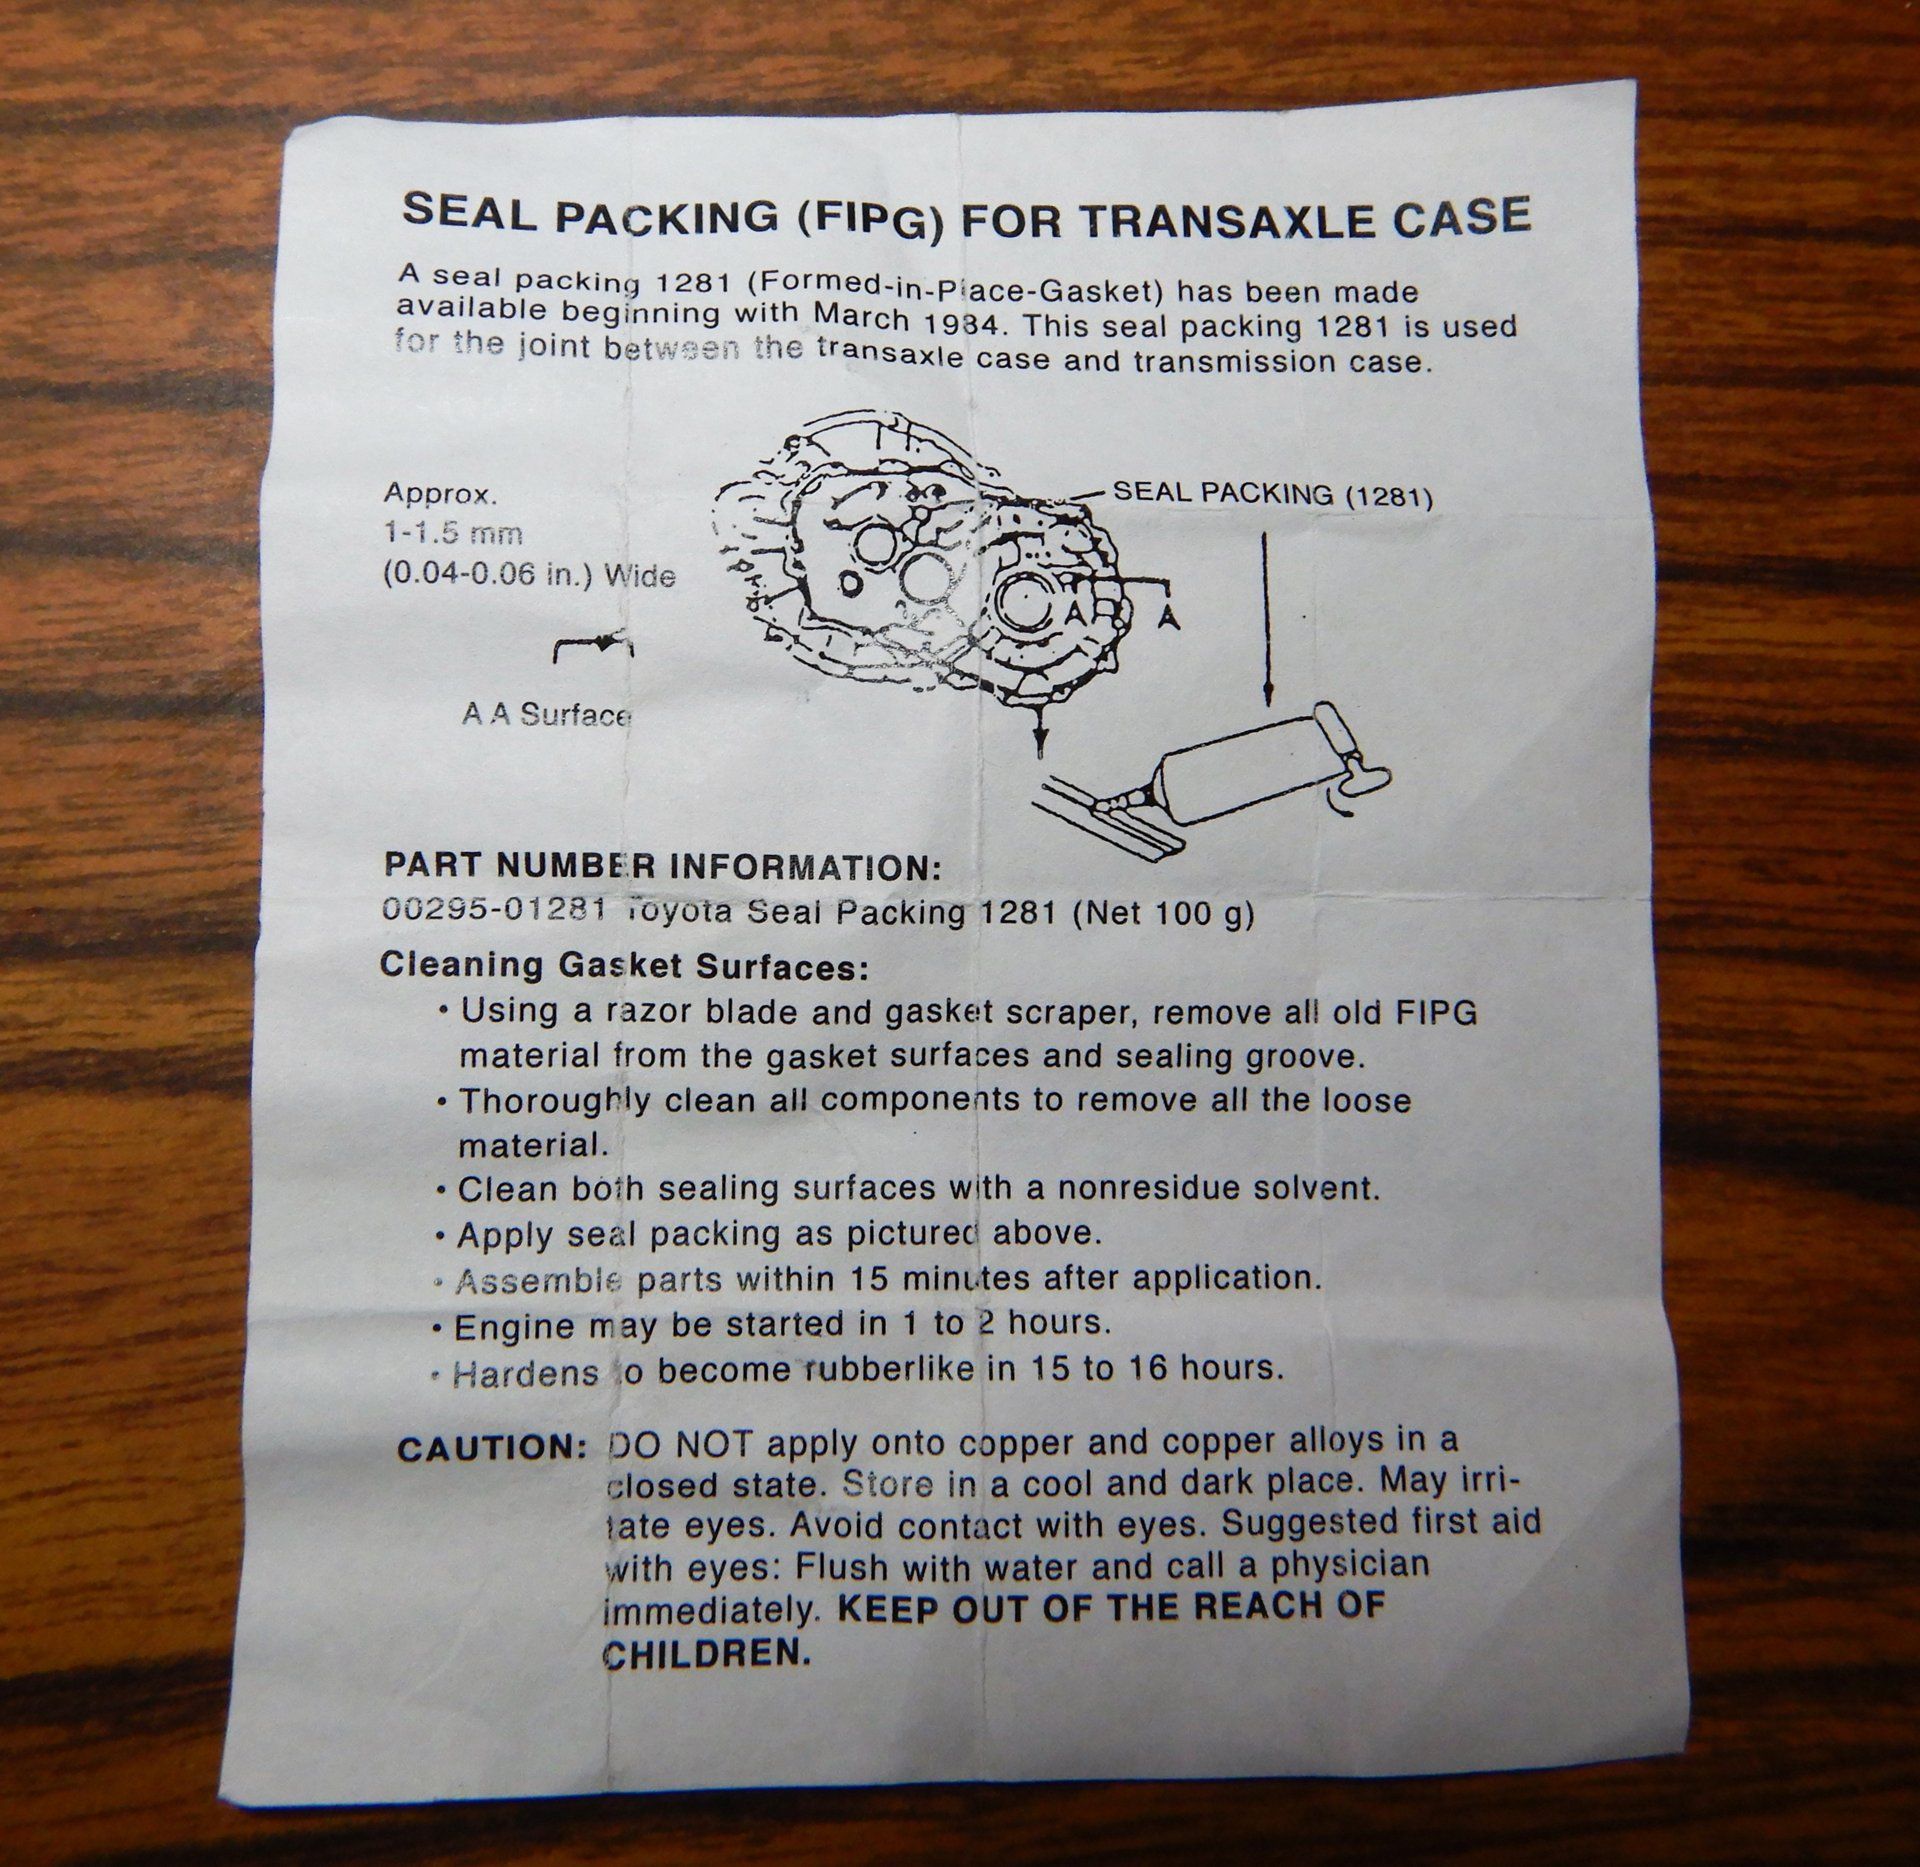 SEAL PACKING (FIPG) FOR TRANSAXLE CASE
A seal packing 1281 (Formed-in-Place-Gasket) has been made
available beginning with March 1984. This seal packing 1281 is used
for the joint between the transaxle case and transmission case.
Approx.
1-1.5 mm
(0.04-0.06 in.) Wide
SEAL PACKING (1281)
A A
A A Surface
PART NUMBER INFORMATION:
00295-01281 Toyota Seal Packing 1281 (Net 100 g)
Cleaning Gasket Surfaces:
• Using a razor blade and gasket scraper, remove all old FIPG
material from the gasket surfaces and sealing groove.
• Thoroughly clean all components to remove all the loose
material.
• Clean both sealing surfaces with a nonresidue solvent.
• Apply seal packing as pictured above.
• Assemble parts within 15 minutes after application.
• Engine may be started in 1 to 2 hours.
• Hardens to become rubberlike in 15 to 16 hours.
CAUTION: DO NOT apply onto copper and copper alloys in a
closed state. Store in a cool and dark place. May irri-
tate eyes. Avoid contact with eyes. Suggested first aid
with eyes: Flush with water and call a physician
immediately. KEEP OUT OF THE REACH OF
CHILDREN.